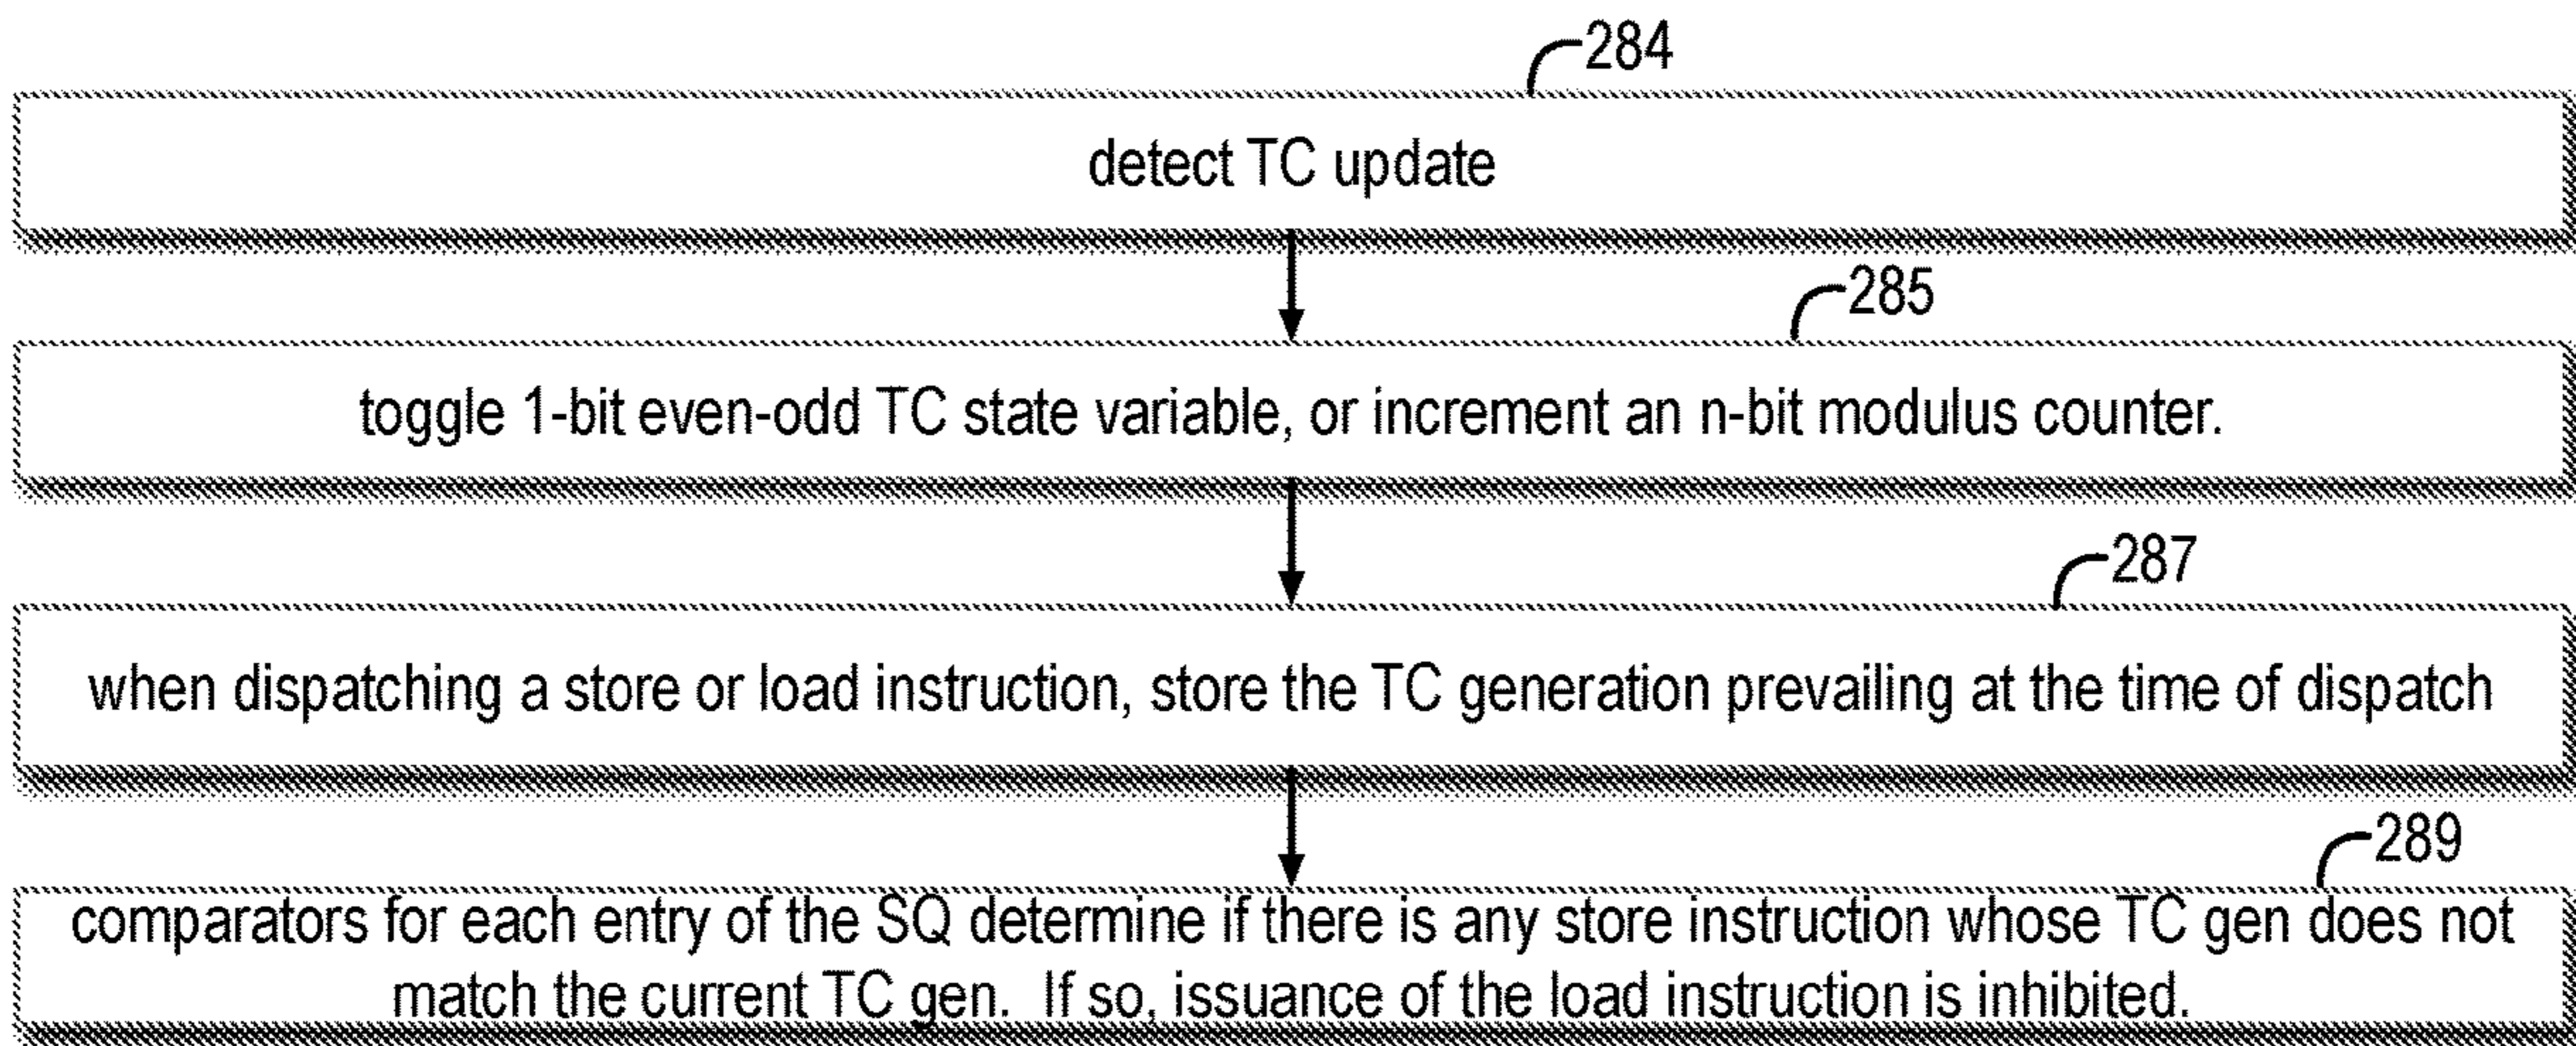 284
detect TC update
285
toggle 1-bit even-odd TC state variable, or increment an n-bit modulus counter.
287
when dispatching a store or load instruction, store the TC generation prevailing at the time of dispatch
289
comparators for each entry of the SQ determine if there is any store instruction whose TC gen does not
match the current TC gen.  If so, issuance of the load instruction is inhibited.